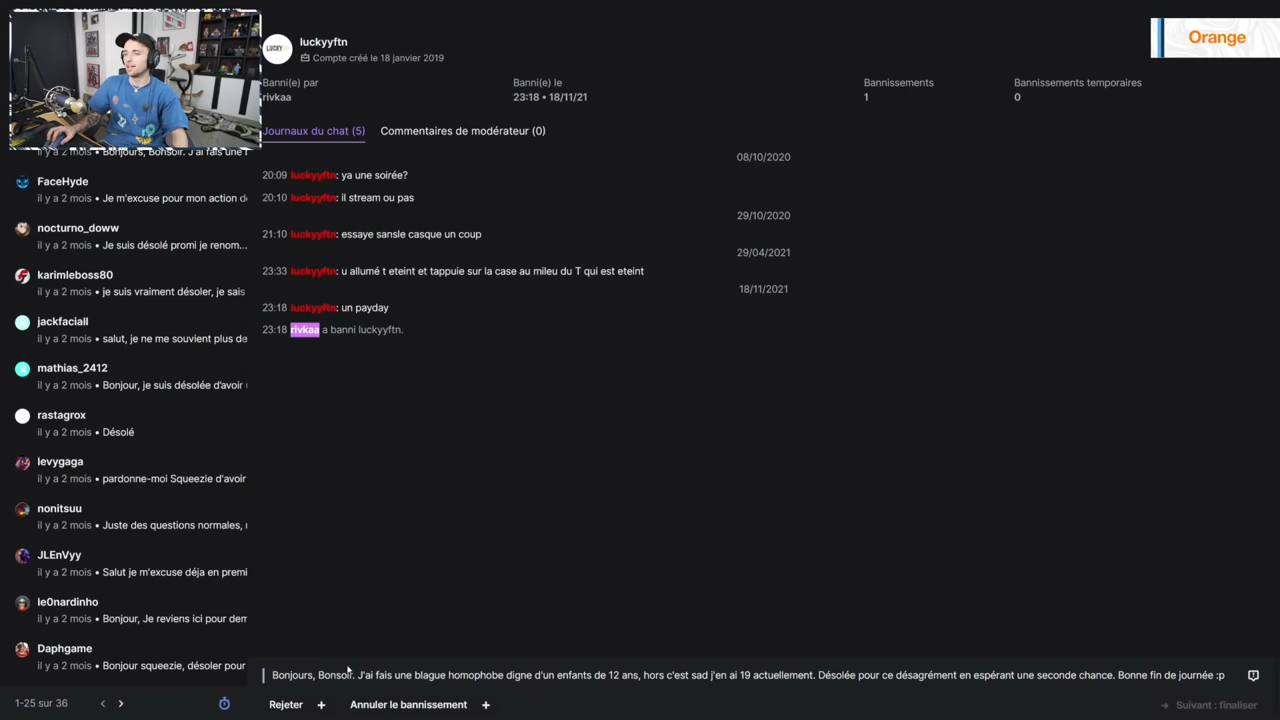 luckyyftn
Compte créé le 18 janvier 2019
LUCKY
Orange
Banni(e) par
Banni(e) le
Bannissements
Bannissements temporaires
rivkaa
23:18 • 18/11/21
1
0
Journaux du chat (5)
Commentaires de modérateur (0)
08/10/2020
20:09 luckyyftn: ya une soirée?
20:10 luckyyftn: il stream ou pas
29/10/2020
21:10 luckyyftn: essaye sansle casque un coup
29/04/2021
23:33 luckyyftn: u allumé t eteint et tappuie sur la case au mileu du T qui est eteint
18/11/2021
23:18 luckyyftn: un payday
23:18 rivkaa a banni luckyyftn.
il y a 2 mois • Bonjours, Bonsoir. J'ai fais une
FaceHyde
il y a 2 mois • Je m'excuse pour mon action
nocturno_doww
il y a 2 mois • Je suis désolé promi je renom...
karimleboss80
il y a 2 mois • je suis vraiment désoler, je sais
jackfaciall
il y a 2 mois • salut, je ne me souvient plus de
mathias_2412
il y a 2 mois • Bonjour, je suis désolée d'avoir
rastagrox
il y a 2 mois • Désolé
levygaga
il y a 2 mois • pardonne-moi Squeezie d'avoir
nonitsuu
il y a 2 mois • Juste des questions normales,
JLEnVyy
il y a 2 mois • Salut je m'excuse déja en premi
le0nardinho
il y a 2 mois • Bonjour, Je reviens ici pour dem
Daphgame
il y a 2 mois • Bonjour squeezie, désoler pour
Bonjours, Bonsoir. J'ai fais une blague homophobe digne d'un enfants de 12 ans, hors c'est sad j'en ai 19 actuellement. Désolée pour ce désagrément en espérant une seconde chance. Bonne fin de journée :p
1-25 sur 36
Rejeter +
Annuler le bannissement +
Suivant : finaliser